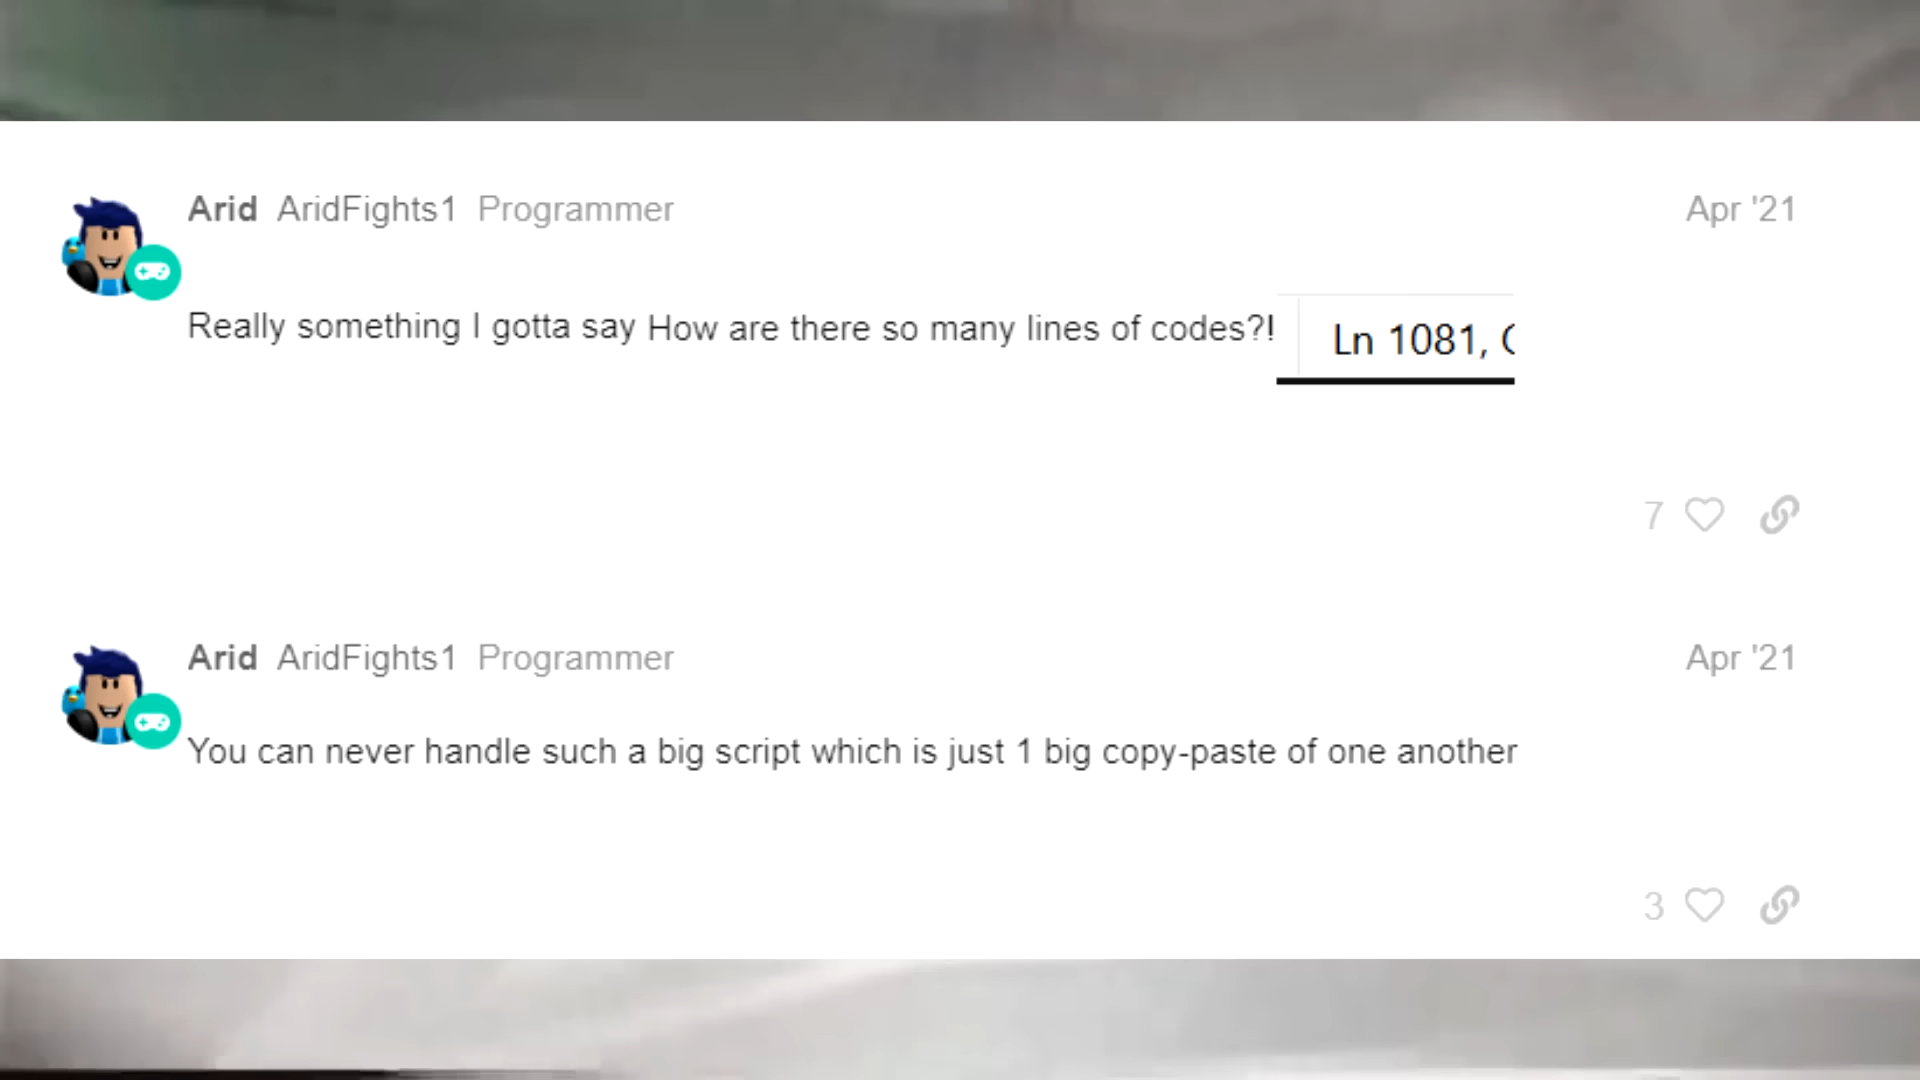 Arid AridFights1 Programmer Apr '21
Really something I gotta say How are there so many lines of codes?! Ln 1081,
7
Arid AridFights1 Programmer Apr '21
You can never handle such a big script which is just 1 big copy-paste of one another
3